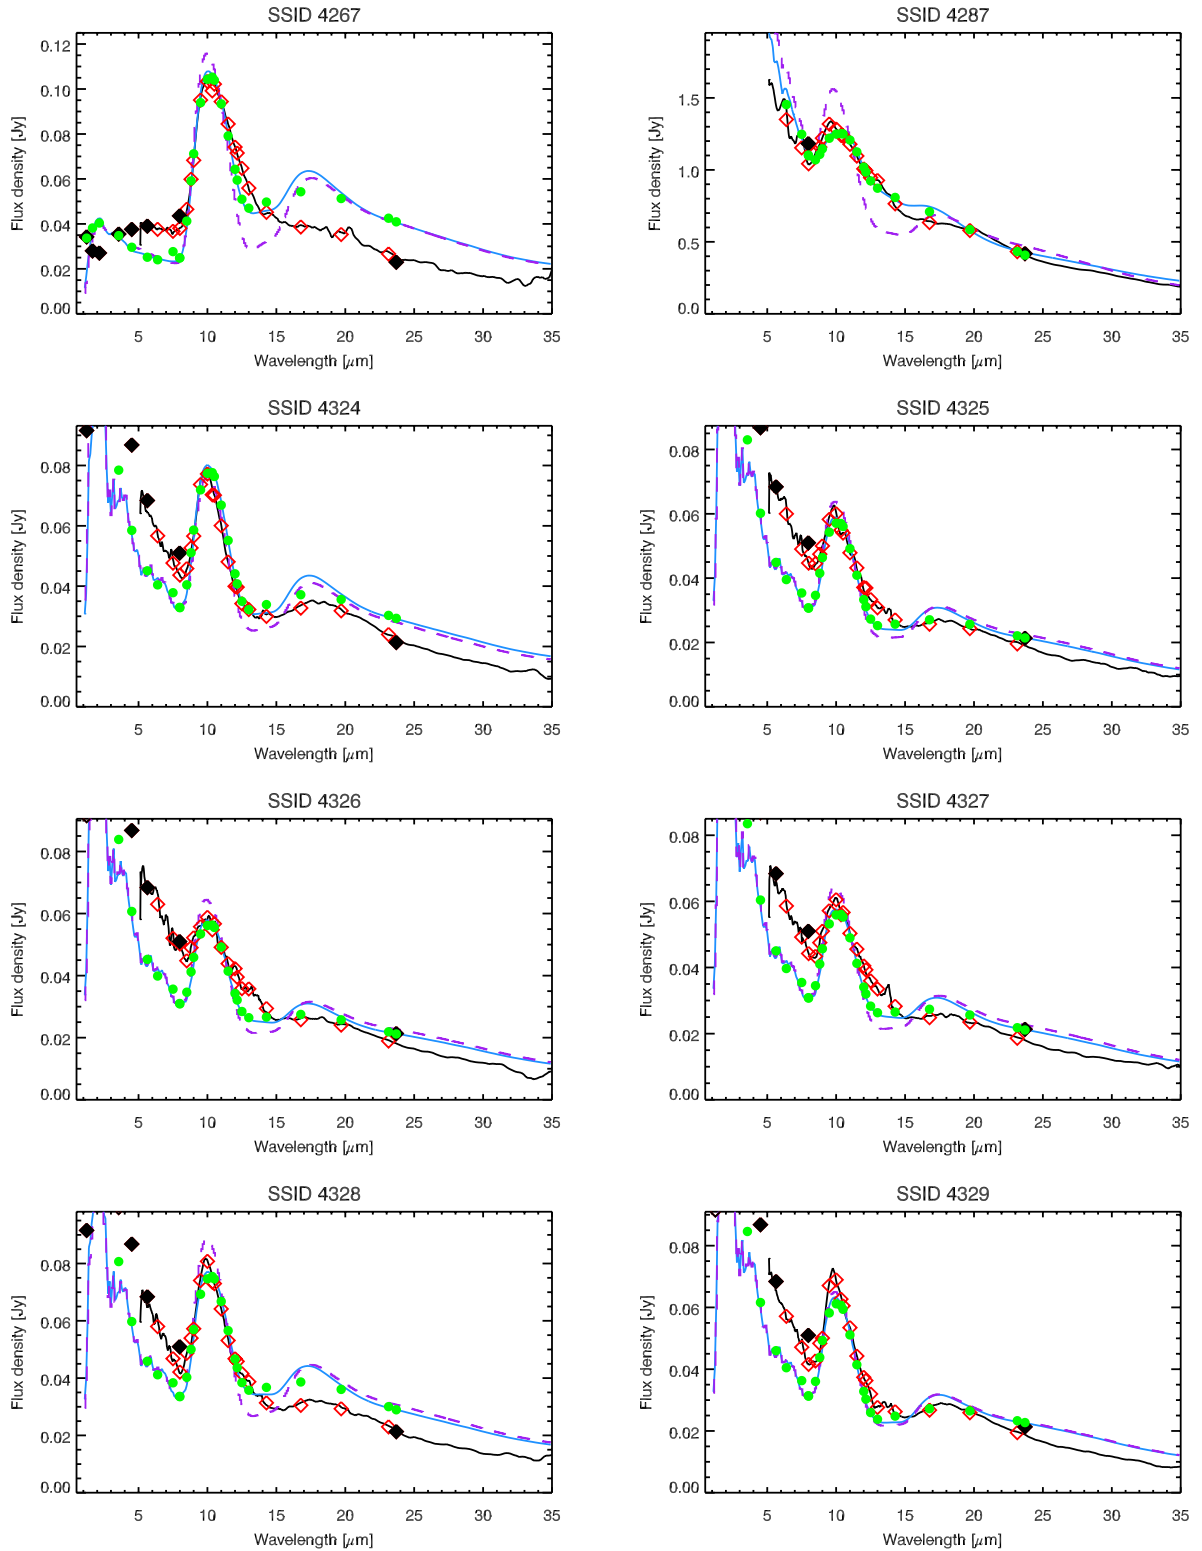 SSID 4267
Flux density [Jy]
0.12
0.10
0.08
0.06
0.04
0.02
0.00
5 10 15 20 25 30 35
Wavelength [μm]
SSID 4287
Flux density [Jy]
1.5
1.0
0.5
0.0
5 10 15 20 25 30 35
Wavelength [μm]
SSID 4324
Flux density [Jy]
0.08
0.06
0.04
0.02
0.00
5 10 15 20 25 30 35
Wavelength [μm]
SSID 4325
Flux density [Jy]
0.08
0.06
0.04
0.02
0.00
5 10 15 20 25 30 35
Wavelength [μm]
SSID 4326
Flux density [Jy]
0.08
0.06
0.04
0.02
0.00
5 10 15 20 25 30 35
Wavelength [μm]
SSID 4327
Flux density [Jy]
0.08
0.06
0.04
0.02
0.00
5 10 15 20 25 30 35
Wavelength [μm]
SSID 4328
Flux density [Jy]
0.08
0.06
0.04
0.02
0.00
5 10 15 20 25 30 35
Wavelength [μm]
SSID 4329
Flux density [Jy]
0.08
0.06
0.04
0.02
0.00
5 10 15 20 25 30 35
Wavelength [μm]